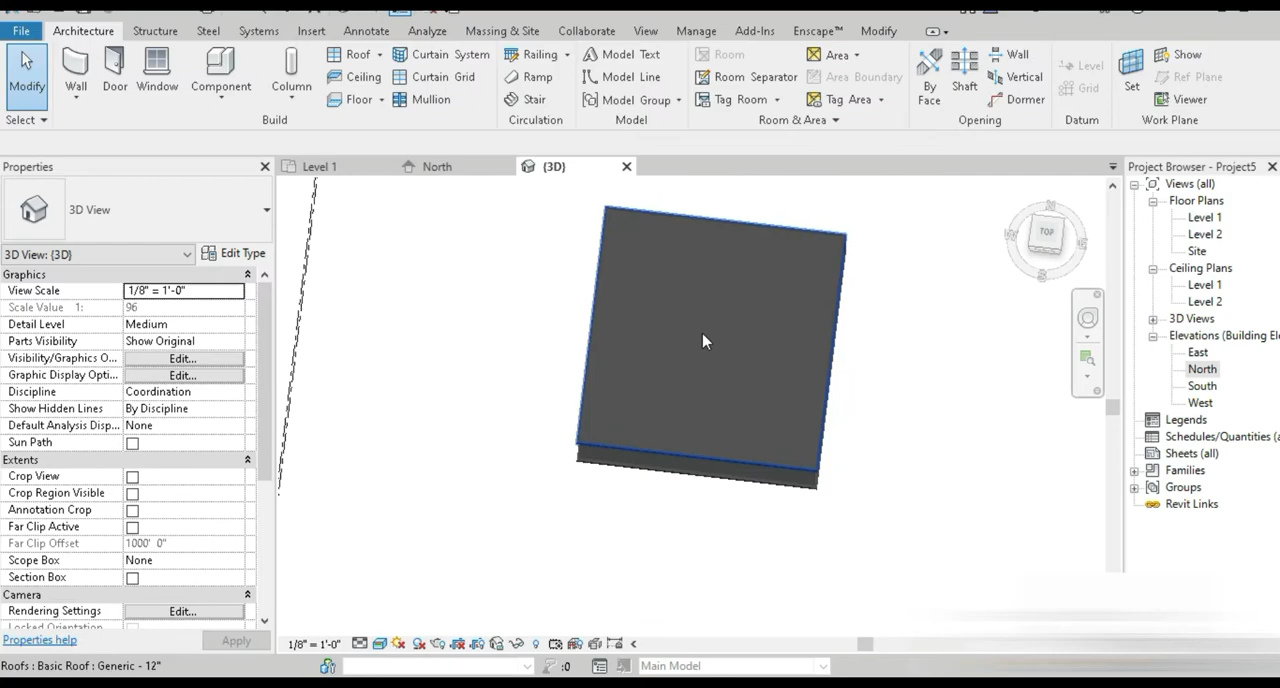 File Architecture Structure Steel Systems Insert Annotate Analyze Massing & Site Collaborate View Manage Add-Ins Enscape™ Modify
Modify Wall Door Window Component Column
Roof Curtain System
Ceiling Curtain Grid
Floor Mullion
Railing
Ramp
Stair
Model Text
Model Line
Model Group
Room
Room Separator
Tag Room
Area
Area Boundary
Tag Area
By Face
Shaft
Wall
Vertical
Dormer
Level
Grid
Set
Show
Ref Plane
Viewer
Select Build Circulation Model Room & Area Opening Datum Work Plane
Properties
3D View
3D View: {3D} Edit Type
Graphics
View Scale 1/8" = 1'-0"
Scale Value 1: 96
Detail Level Medium
Parts Visibility Show Original
Visibility/Graphics O... Edit...
Graphic Display Opti... Edit...
Discipline Coordination
Show Hidden Lines By Discipline
Default Analysis Disp... None
Sun Path
Extents
Crop View
Crop Region Visible
Annotation Crop
Far Clip Active
Far Clip Offset 1000' 0"
Scope Box None
Section Box
Camera
Rendering Settings Edit...
Locked Orientation
Properties help Apply
Level 1 North {3D}
TOP
Project Browser - Project5
Views (all)
Floor Plans
Level 1
Level 2
Site
Ceiling Plans
Level 1
Level 2
3D Views
Elevations (Building Ele
East
North
South
West
Legends
Schedules/Quantities (a
Sheets (all)
Families
Groups
Revit Links
1/8" = 1'-0"
Roofs : Basic Roof : Generic - 12" :0 Main Model